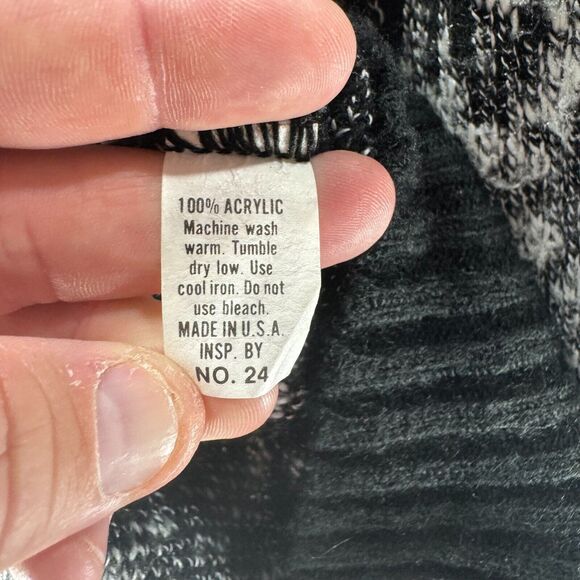 100% ACRYLIC
Machine wash
warm. Tumble
dry low. Use
cool iron. Do not
use bleach.
MADE IN U.S.A.
INSP. BY
NO. 24